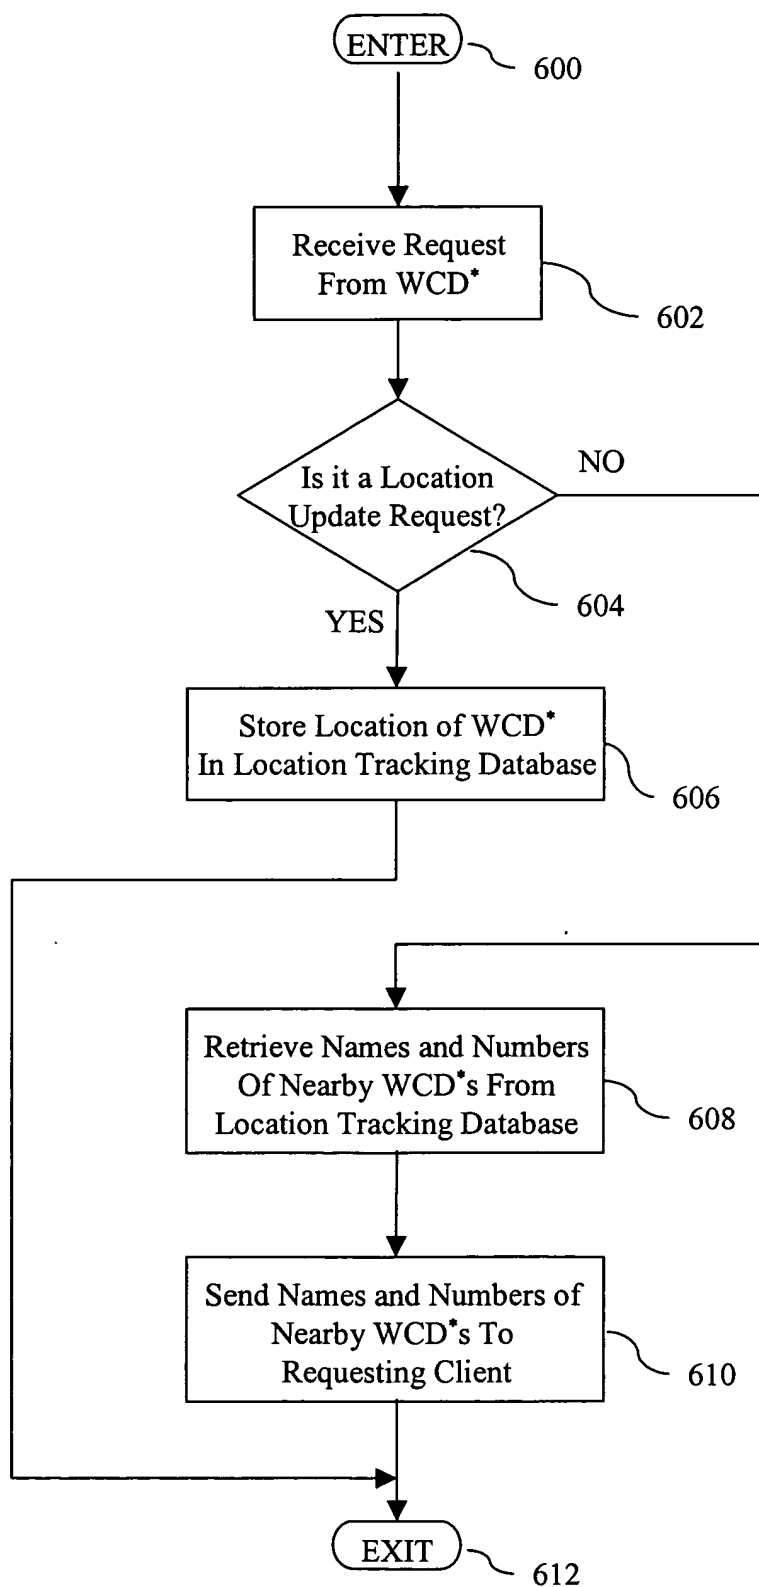 ENTER
600
Receive Request
From WCD*
602
Is it a Location
Update Request?
NO
604
YES
Store Location of WCD*
In Location Tracking Database
606
Retrieve Names and Numbers
Of Nearby WCD*s From
Location Tracking Database
608
Send Names and Numbers of
Nearby WCD*s To
Requesting Client
610
EXIT
612